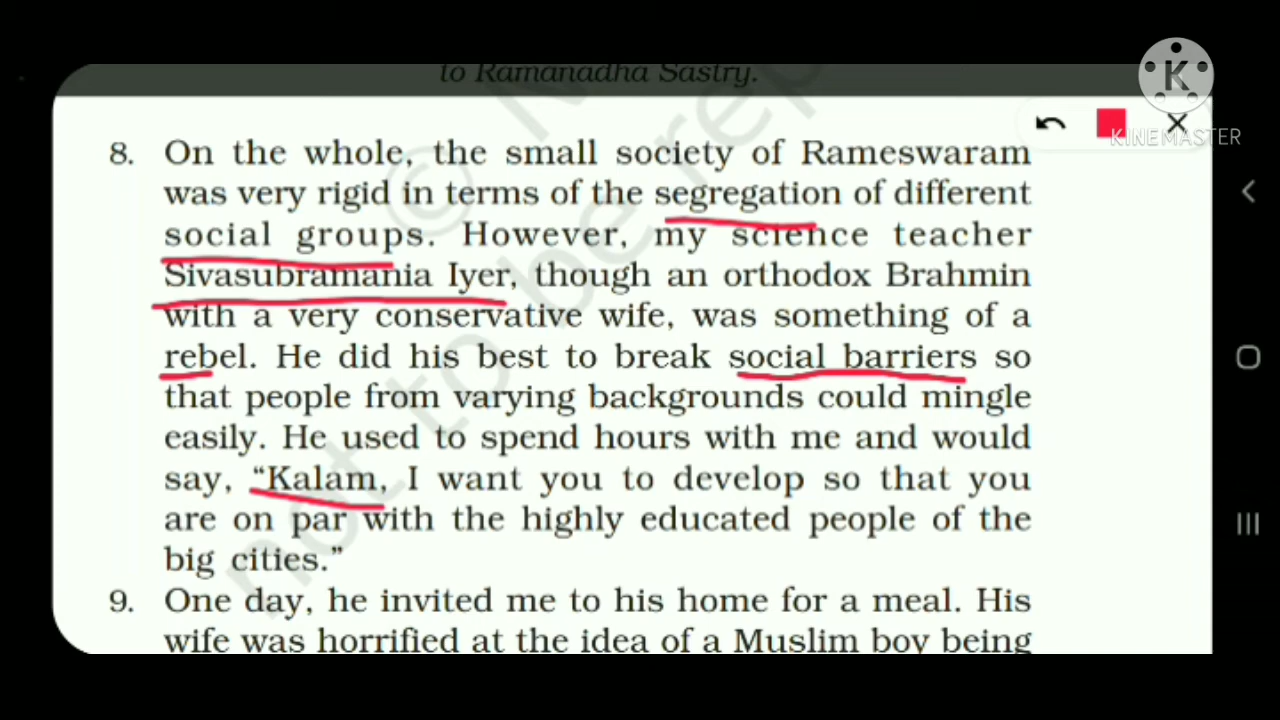 to Ramanadha Sastry.
K
KINEMASTER
8. On the whole, the small society of Rameswaram
was very rigid in terms of the segregation of different
social groups. However, my science teacher
Sivasubramania Iyer, though an orthodox Brahmin
with a very conservative wife, was something of a
rebel. He did his best to break social barriers so
that people from varying backgrounds could mingle
easily. He used to spend hours with me and would
say, “Kalam, I want you to develop so that you
are on par with the highly educated people of the
big cities.”
9. One day, he invited me to his home for a meal. His
wife was horrified at the idea of a Muslim boy being
not to be rep